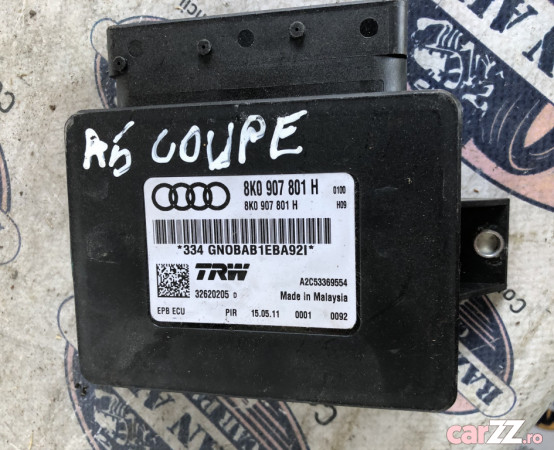 A5 COUPE
8K0 907 801 H 0100
8K0 907 801 H H09
*334 GNOBAB1EBA92I*
TRW
A2C53369554
32620205 D Made in Malaysia
EPB ECU PIR 15.05.11 0001 0092
carzz.ro